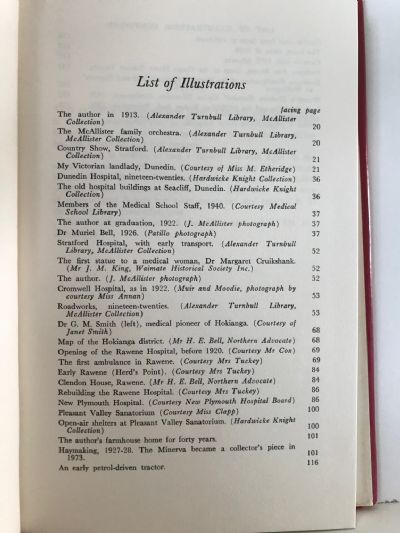 List of Illustrations
facing page
The author in 1913. (Alexander Turnbull Library, McAllister
Collection) 20
The McAllister family orchestra. (Alexander Turnbull Library,
McAllister Collection) 20
Country Show, Stratford. (Alexander Turnbull Library, McAllister
Collection) 21
My Victorian landlady, Dunedin. (Courtesy of Miss M. Etheridge) 21
Dunedin Hospital, nineteen-twenties. (Hardwicke Knight Collection) 36
The old hospital buildings at Seacliff, Dunedin. (Hardwicke Knight
Collection) 36
Members of the Medical School Staff, 1940. (Courtesy Medical
School Library) 37
The author at graduation, 1922. (J. McAllister photograph) 37
Dr Muriel Bell, 1926. (Patillo photograph) 37
Stratford Hospital, with early transport. (Alexander Turnbull
Library, McAllister Collection) 52
The first statue to a medical woman, Dr Margaret Cruikshank.
(Mr J. M. King, Waimate Historical Society Inc.) 52
The author. (J. McAllister photograph) 52
Cromwell Hospital, as in 1922. (Muir and Moodie, photograph by
courtesy Miss Annan) 53
Roadworks, nineteen-twenties. (Alexander Turnbull Library,
McAllister Collection) 53
Dr G. M. Smith (left), medical pioneer of Hokianga. (Courtesy of
Janet Smith) 68
Map of the Hokianga district. (Mr H. E. Bell, Northern Advocate) 68
Opening of the Rawene Hospital, before 1920. (Courtesy Mr Cox) 69
The first ambulance in Rawene. (Courtesy Mrs Tuckey) 69
Early Rawene (Herd's Point). (Courtesy Mrs Tuckey) 84
Clendon House, Rawene. (Mr H. E. Bell, Northern Advocate) 84
Rebuilding the Rawene Hospital. (Courtesy Mrs Tuckey) 86
New Plymouth Hospital. (Courtesy New Plymouth Hospital Board) 86
Pleasant Valley Sanatorium (Courtesy Miss Clapp) 100
Open-air shelters at Pleasant Valley Sanatorium. (Hardwicke Knight
Collection) 100
The author's farmhouse home for forty years. 101
Haymaking, 1927-28. The Minerva became a collector's piece in
1973. 101
An early petrol-driven tractor. 116